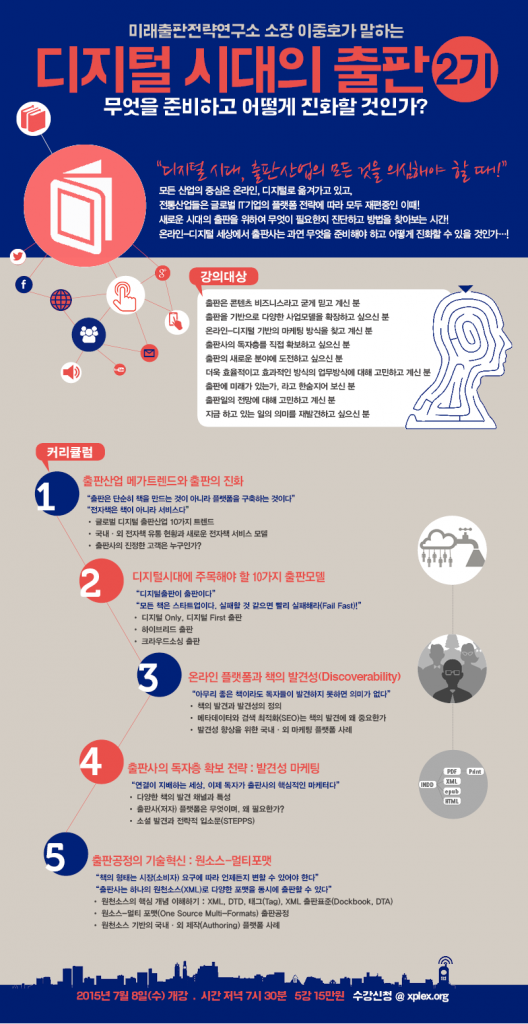 미래출판전략연구소 소장 이중호가 말하는
디지털 시대의 출판 2기
무엇을 준비하고 어떻게 진화할 것인가?
"디지털 시대, 출판산업의 모든 것을 의심해야 할 때!"
모든 산업의 중심은 온라인, 디지털로 옮겨가고 있고,
전통산업들은 글로벌 IT기업의 플랫폼 전략에 따라 모두 재편중인 이때!
새로운 시대의 출판을 위하여 무엇이 필요한지 진단하고 방법을 찾아보는 시간!
온라인-디지털 세상에서 출판사는 과연 무엇을 준비해야 하고 어떻게 진화할 수 있을 것인가…!
강의대상
출판은 콘텐츠 비즈니스라고 굳게 믿고 계신 분
출판을 기반으로 다양한 사업모델을 확장하고 싶으신 분
온라인-디지털 기반의 마케팅 방식을 찾고 계신 분
출판사의 독자층을 직접 확보하고 싶으신 분
출판의 새로운 분야에 도전하고 싶으신 분
더욱 효율적이고 효과적인 방식의 업무방식에 대해 고민하고 계신 분
출판에 미래가 있는가, 라고 한숨지어 보신 분
출판일의 전망에 대해 고민하고 계신 분
지금 하고 있는 일의 의미를 재발견하고 싶으신 분
커리큘럼
1
출판산업 메가트렌드와 출판의 진화
"출판은 단순히 책을 만드는 것이 아니라 플랫폼을 구축하는 것이다"
"전자책은 책이 아니라 서비스다"
• 글로벌 디지털 출판산업 10가지 트렌드
• 국내·외 전자책 유통 현황과 새로운 전자책 서비스 모델
• 출판사의 진정한 고객은 누구인가?
2
디지털시대에 주목해야 할 10가지 출판모델
"디지털출판이 출판이다"
"모든 책은 스타트업이다. 실패할 것 같으면 빨리 실패해라(Fail Fast)!"
• 디지털 Only, 디지털 First 출판
• 하이브리드 출판
• 크라우드소싱 출판
3
온라인 플랫폼과 책의 발견성(Discoverability)
"아무리 좋은 책이라도 독자들이 발견하지 못하면 의미가 없다"
• 책의 발견과 발견성의 정의
• 메타데이터와 검색 최적화(SEO)는 책의 발견에 왜 중요한가
• 발견성 향상을 위한 국내·외 마케팅 플랫폼 사례
4
출판사의 독자층 확보 전략 : 발견성 마케팅
"연결이 지배하는 세상, 이제 독자가 출판사의 핵심적인 마케터다"
• 다양한 책의 발견 채널과 특성
• 출판사(저자) 플랫폼은 무엇이며, 왜 필요한가?
• 소셜 발견과 전략적 입소문(STEPPS)
PDF
Print
INDD
XML
epub
HTML
5
출판공정의 기술혁신 : 원소스-멀티포맷
"책의 형태는 시장(소비자) 요구에 따라 언제든지 변할 수 있어야 한다"
"출판사는 하나의 원천소스(XML)로 다양한 포맷을 동시에 출판할 수 있다"
• 원천소스의 핵심 개념 이해하기 : XML, DTD, 태그(Tag), XML 출판표준(Dockbook, DTA)
• 원소스-멀티 포맷(One Source Multi-Formats) 출판공정
• 원천소스 기반의 국내·외 제작(Authoring) 플랫폼 사례
2015년 7월 8일(수) 개강 . 시간 저녁 7시 30분 5강 15만원 수강신청 @ xplex.org